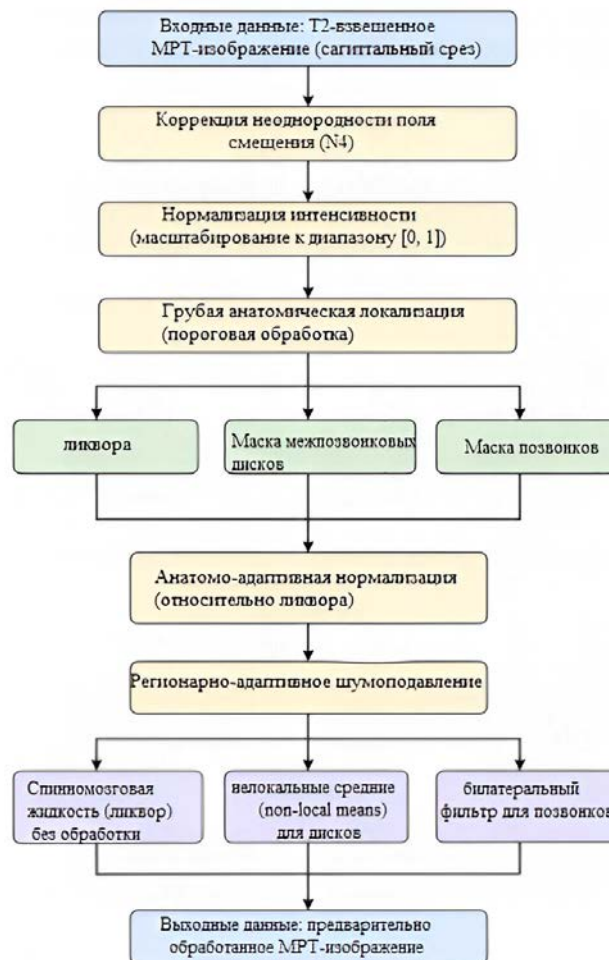 Входные данные: Т2-взвешенное
МРТ-изображение (сагиттальный срез)
Коррекция неоднородности поля
смещения (N4)
Нормализация интенсивности
(масштабирование к диапазону [0, 1])
Грубая анатомическая локализация
(пороговая обработка)
ликвора
Маска межпозвонковых
дисков
Маска позвонков
Анатомо-адаптивная нормализация
(относительно ликвора)
Регионарно-адаптивное шумоподавление
Спинномозговая
жидкость (ликвор)
без обработки
нелокальные средние
(non-local means)
для дисков
билатеральный
фильтр для позвонков
Выходные данные: предварительно
обработанное МРТ-изображение